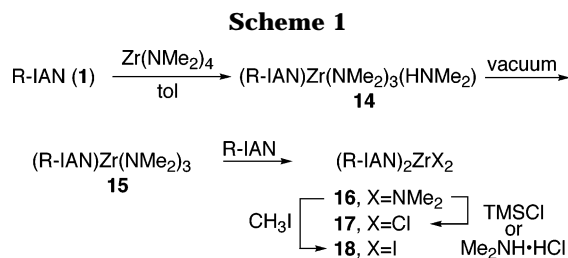 Scheme 1
R-IAN (1) Zr(NMe₂)₄ tol (R-IAN)Zr(NMe₂)₃(HNMe₂) vacuum
14
(R-IAN)Zr(NMe₂)₃ R-IAN (R-IAN)₂ZrX₂
15
16, X=NMe₂
CH₃I 17, X=Cl TMSCl
or
18, X=I Me₂NH•HCl